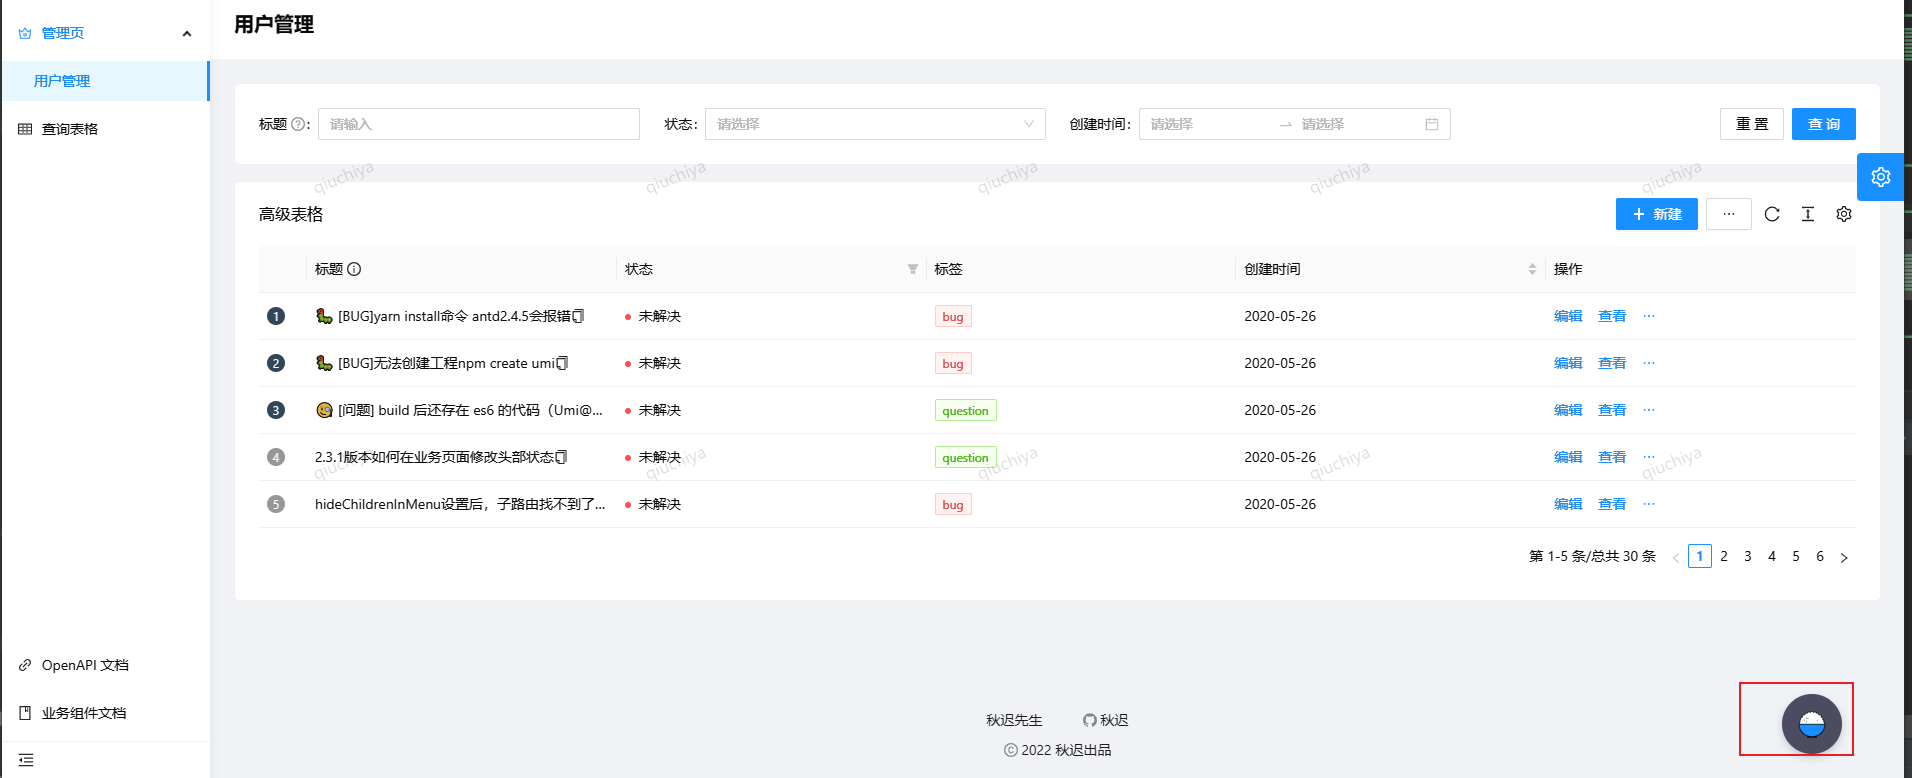 管理页
用户管理
查询表格
OpenAPI 文档
业务组件文档
用户管理
标题 : 请输入 状态: 请选择 创建时间: 请选择 → 请选择 重 置 查 询
qiuchiya qiuchiya qiuchiya qiuchiya qiuchiya
高级表格 + 新建 ...
标题 状态 标签 创建时间 操作
1 🐛 [BUG]yarn install命令 antd2.4.5会报错 未解决 bug 2020-05-26 编辑 查看 ...
2 🐛 [BUG]无法创建工程npm create umi 未解决 bug 2020-05-26 编辑 查看 ...
3 🧐 [问题] build 后还存在 es6 的代码（Umi@... 未解决 question 2020-05-26 编辑 查看 ...
4 2.3.1版本如何在业务页面修改头部状态 未解决 question 2020-05-26 编辑 查看 ...
qiuchiya qiuchiya qiuchiya qiuchiya qiuchiya
5 hideChildrenInMenu设置后，子路由找不到了... 未解决 bug 2020-05-26 编辑 查看 ...
第 1-5 条/总共 30 条 < 1 2 3 4 5 6 >
秋迟先生 秋迟
© 2022 秋迟出品